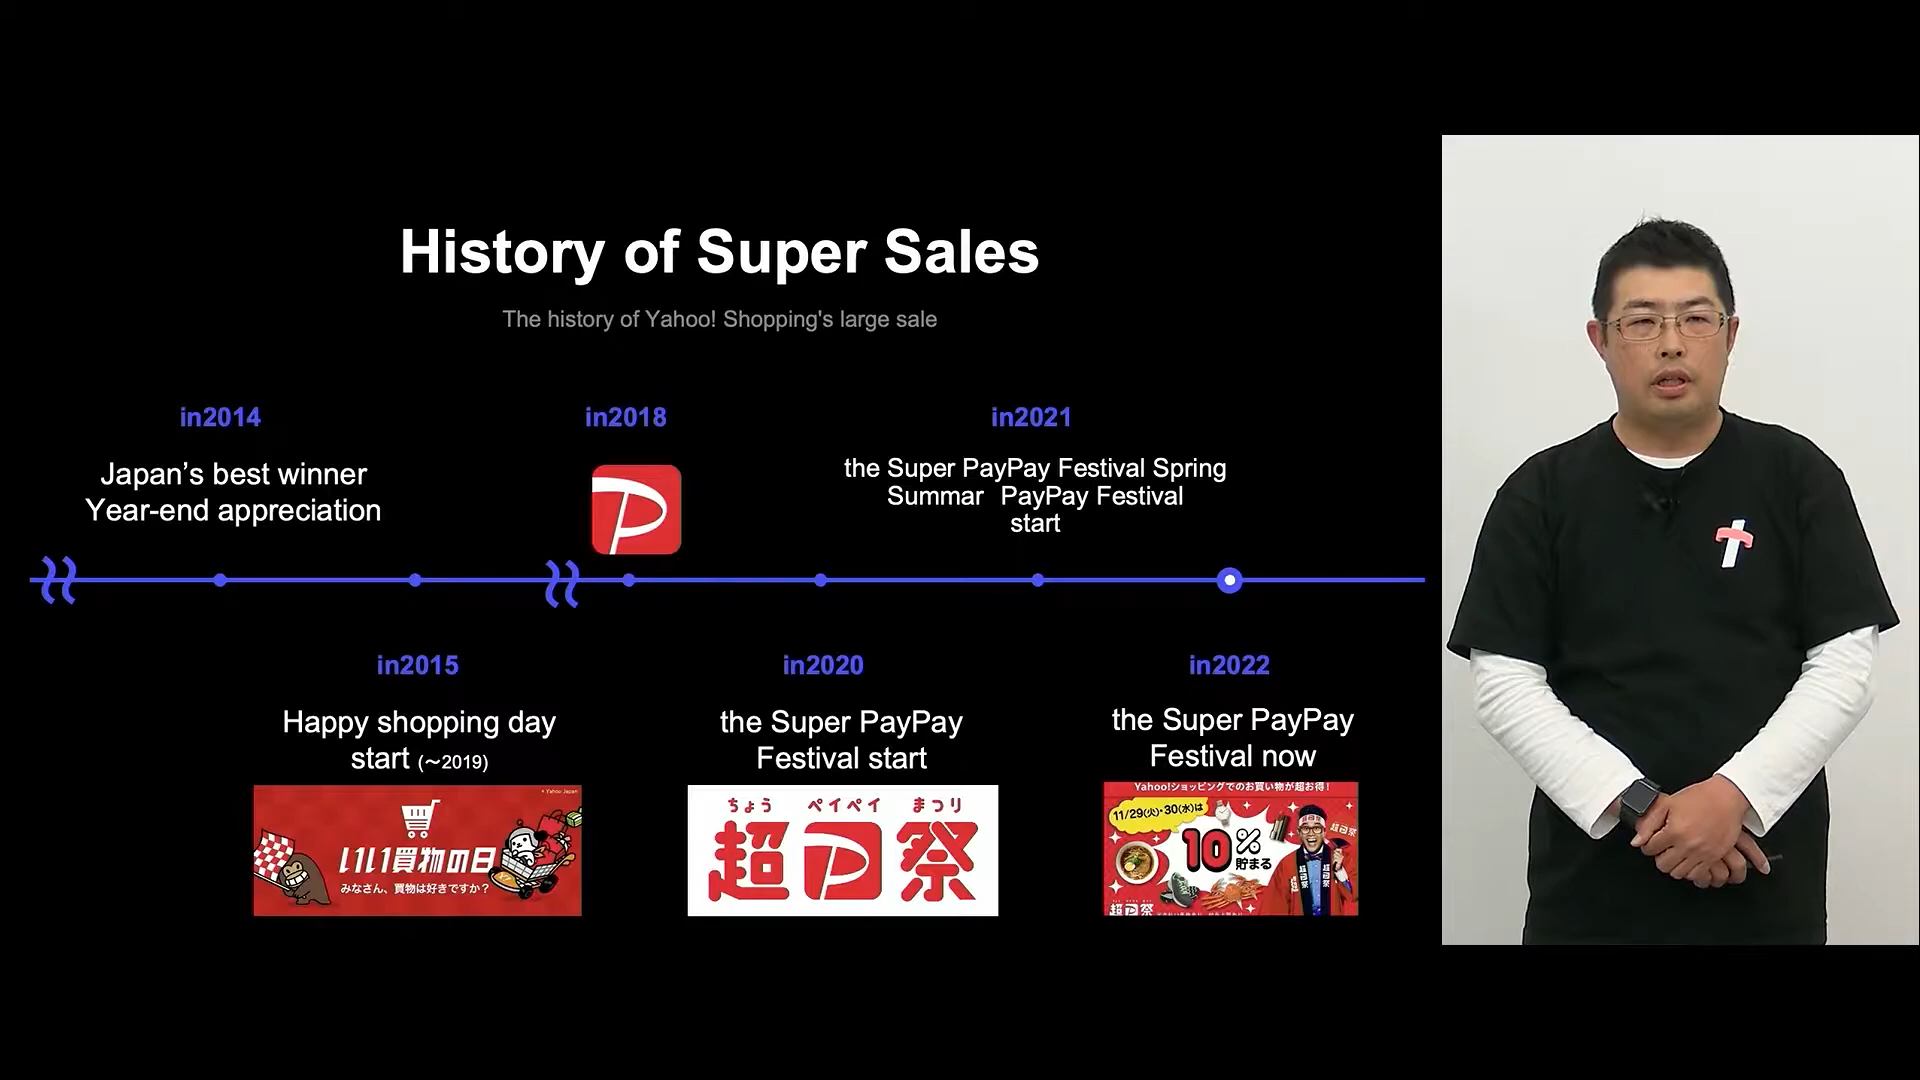 History of Super Sales
The history of Yahoo! Shopping's large sale
in2014
Japan's best winner
Year-end appreciation
in2018
in2021
the Super PayPay Festival Spring
Summar PayPay Festival
start
in2015
Happy shopping day
start (〜2019)
Yahoo Japan
いい買物の日
みなさん、買物は好きですか？
in2020
the Super PayPay
Festival start
ちょう ペイペイ まつり
超 P 祭
in2022
the Super PayPay
Festival now
Yahoo!ショッピングでのお買い物が超お得！
11/29(火)・30(水)は
10%
貯まる
超P祭